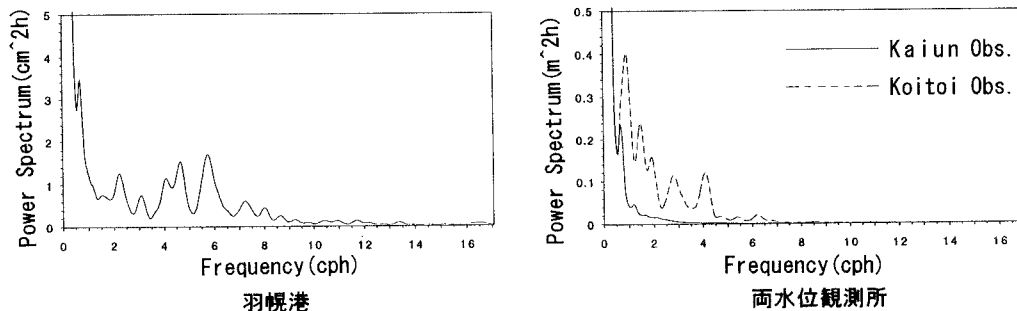 Power Spectrum(cm^2h)
5
4
3
2
1
0
0 2 4 6 8 10 12 14 16
Frequency(cph)
羽幌港
Power Spectrum(m^2h)
0.5
0.4
0.3
0.2
0.1
0
0 2 4 6 8 10 12 14 16
Kaiun Obs.
Koitoi Obs.
Frequency(cph)
両水位観測所